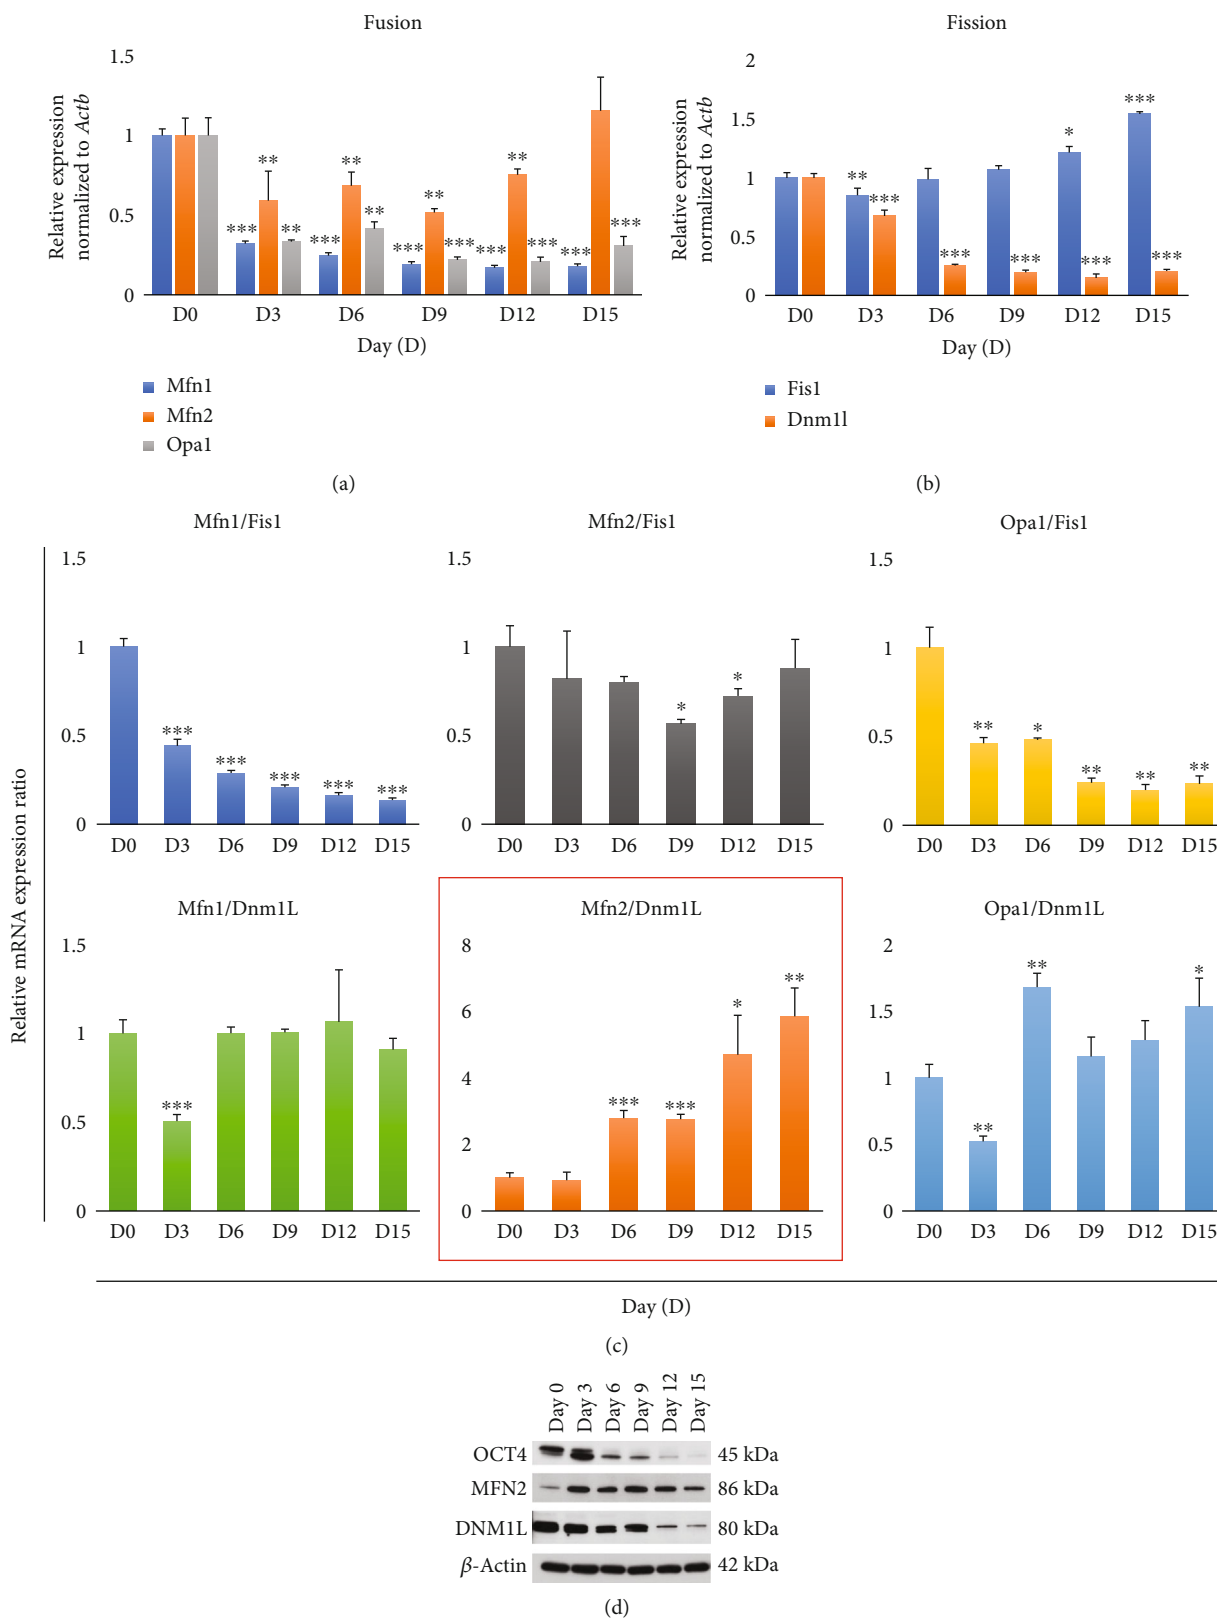 Fusion
Relative expression
normalized to Actb
1.5
1
0.5
0
** ** ** **
*** ** *** ** *** *** *** *** *** ***
D0 D3 D6 D9 D12 D15
Day (D)
Mfn1
Mfn2
Opa1
(a)
Fission
Relative expression
normalized to Actb
2
1.5
1
0.5
0
** *** *** *** * *** *** ***
D0 D3 D6 D9 D12 D15
Day (D)
Fis1
Dnm1l
(b)
Relative mRNA expression ratio
Mfn1/Fis1
1.5
1
0.5
0
*** *** *** *** ***
D0 D3 D6 D9 D12 D15
Mfn2/Fis1
1.5
1
0.5
0
* *
D0 D3 D6 D9 D12 D15
Opa1/Fis1
1.5
1
0.5
0
** * ** ** **
D0 D3 D6 D9 D12 D15
Mfn1/Dnm1L
1.5
1
0.5
0
***
D0 D3 D6 D9 D12 D15
Mfn2/Dnm1L
8
6
4
2
0
*** *** * **
D0 D3 D6 D9 D12 D15
Opa1/Dnm1L
2
1.5
1
0.5
0
** ** *
D0 D3 D6 D9 D12 D15
Day (D)
(c)
Day 0 Day 3 Day 6 Day 9 Day 12 Day 15
OCT4 45 kDa
MFN2 86 kDa
DNM1L 80 kDa
β-Actin 42 kDa
(d)